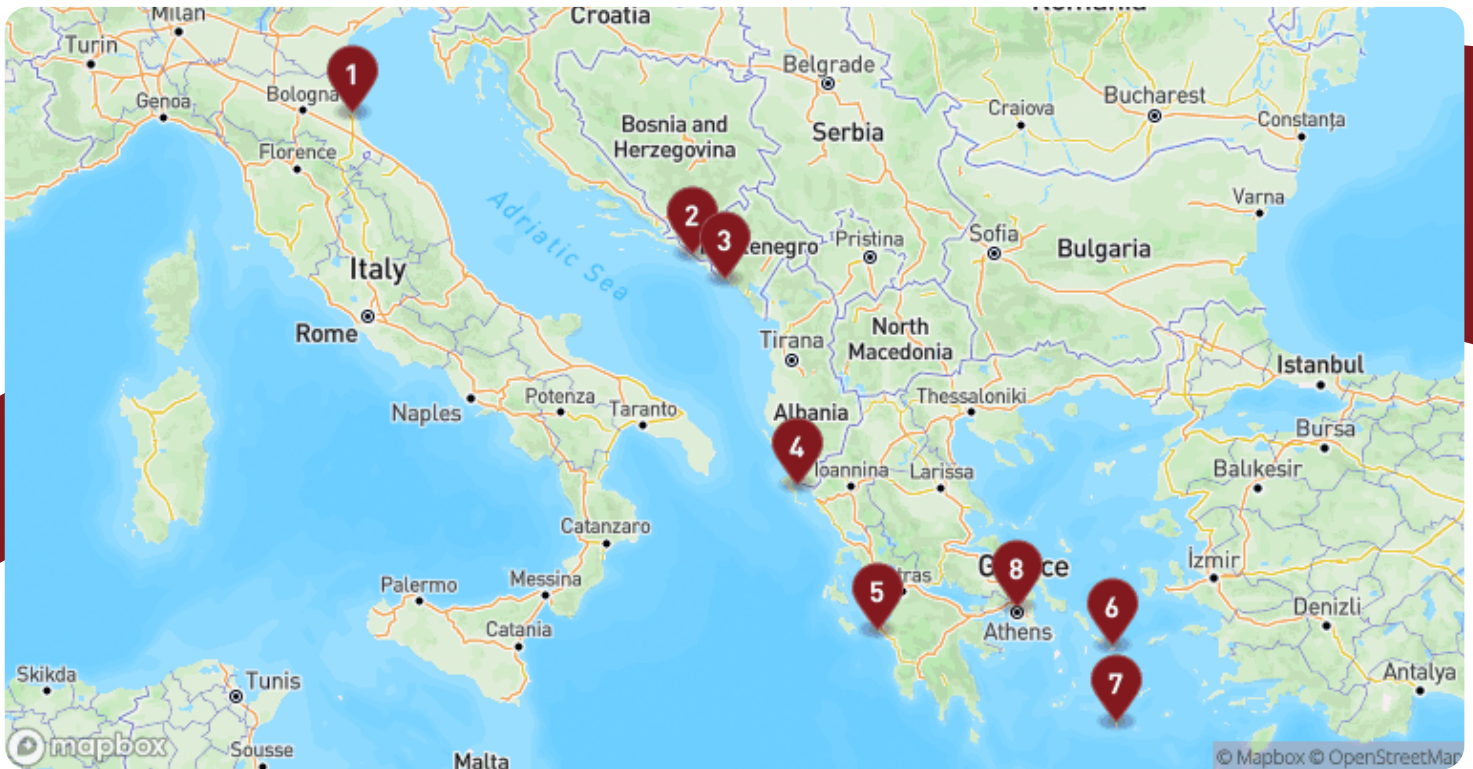 Milan
Croatia
Romania
Turin
1
Belgrade
Genoa
Bologna
Craiova
Bucharest
Constanța
Florence
Bosnia and
Herzegovina
Serbia
Adriatic Sea
2
3
tenegro
Pristina
Sofia
Bulgaria
Varna
Italy
Rome
Tirana
North
Macedonia
Istanbul
Naples
Potenza
Taranto
Albania
Thessaloniki
Bursa
4
Ioannina
Larissa
Balıkesir
Catanzaro
Palermo
Messina
5
tras
G
8
ce
6
İzmir
Athens
Denizli
Catania
Skikda
Tunis
7
Antalya
mapbox
Sousse
Malta
© Mapbox © OpenStreetMap